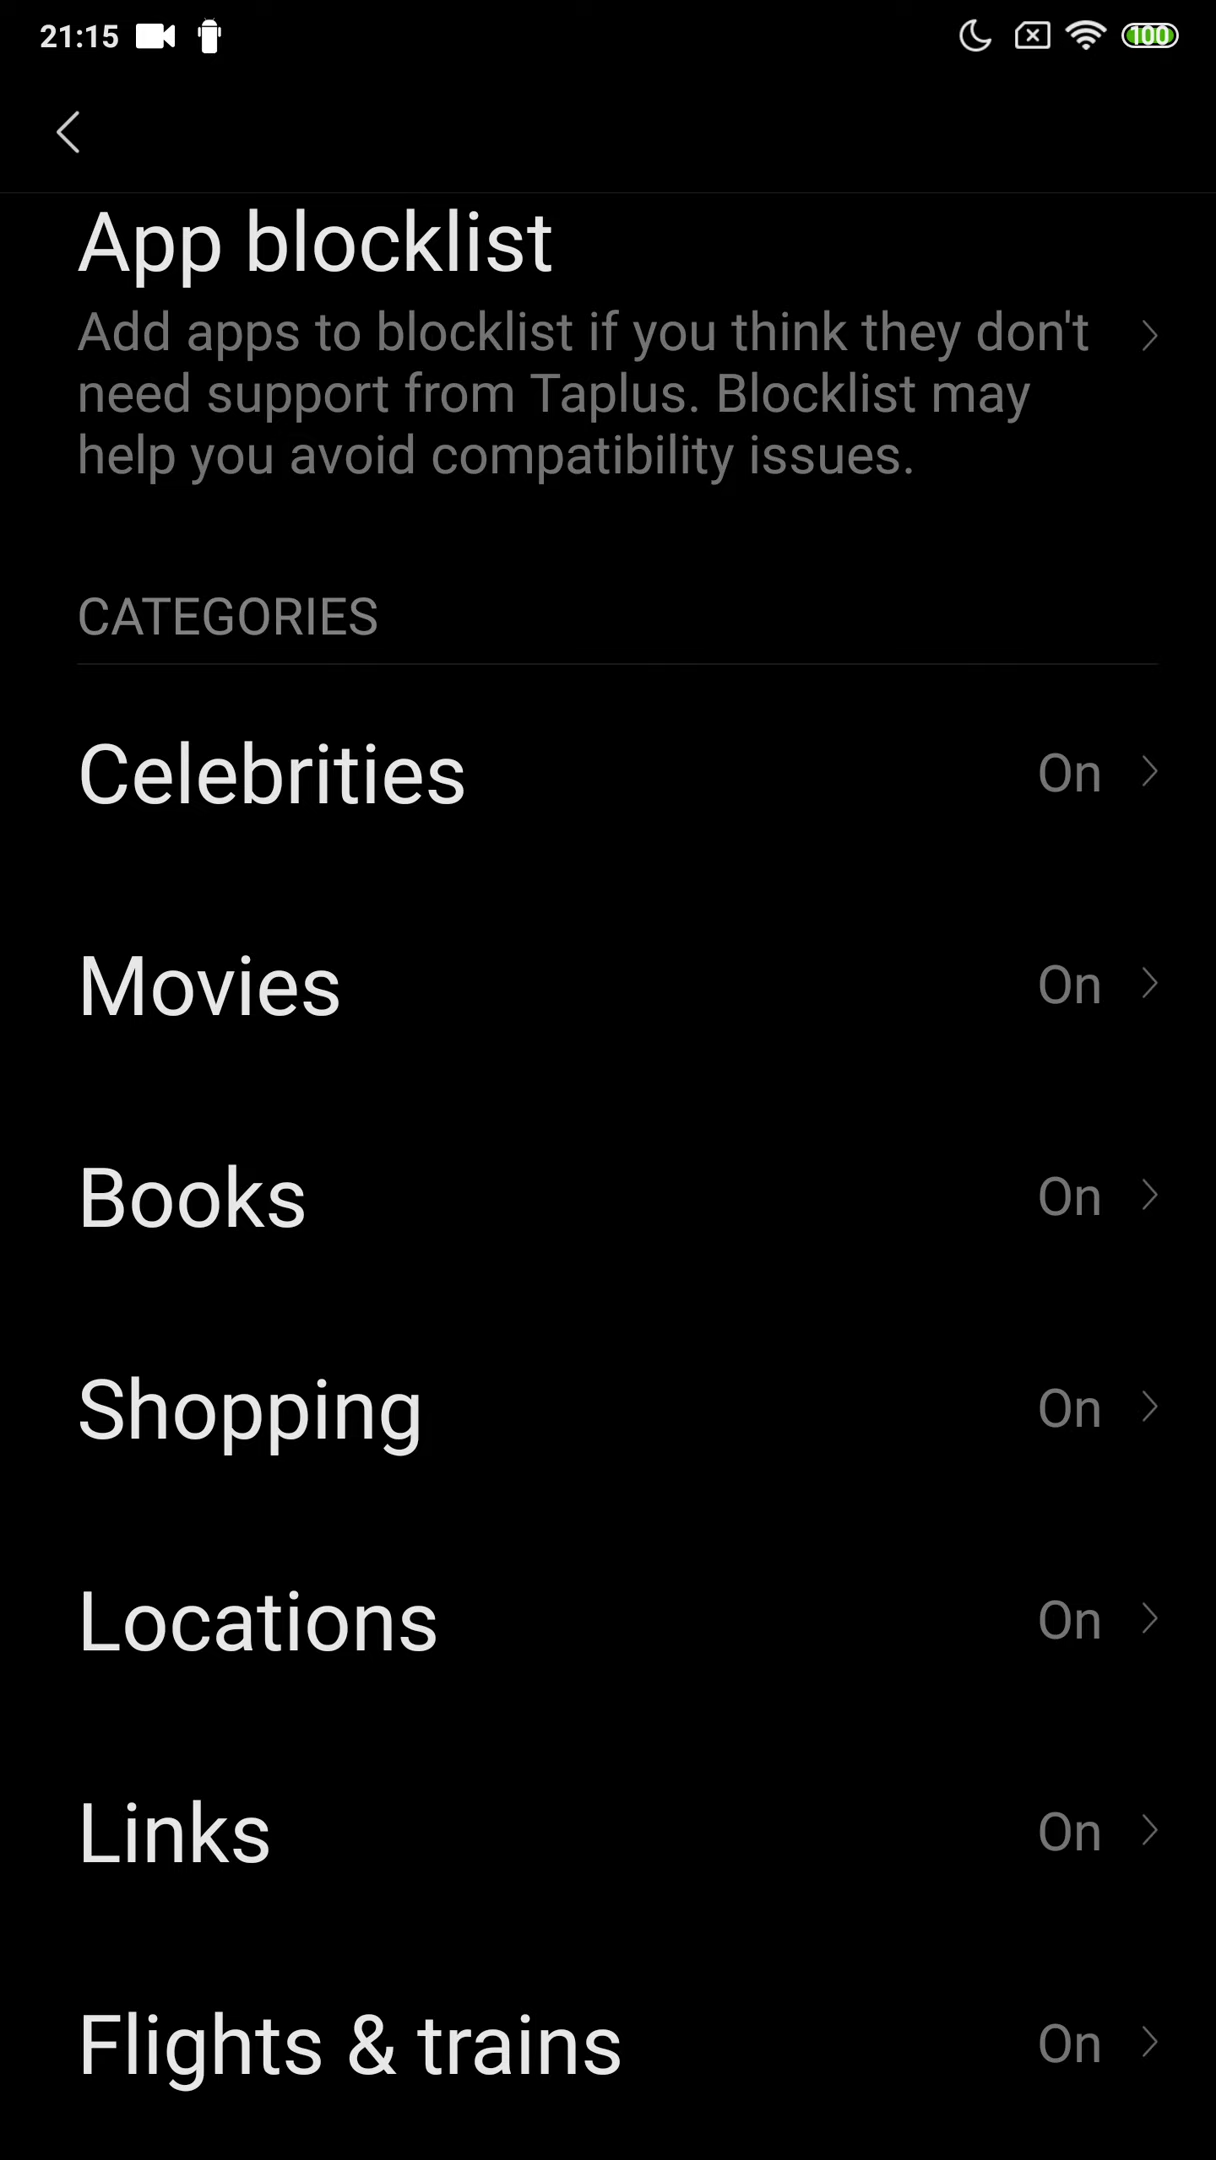 21:15
100
App blocklist
Add apps to blocklist if you think they don't
need support from Taplus. Blocklist may
help you avoid compatibility issues.
CATEGORIES
Celebrities On
Movies On
Books On
Shopping On
Locations On
Links On
Flights & trains On